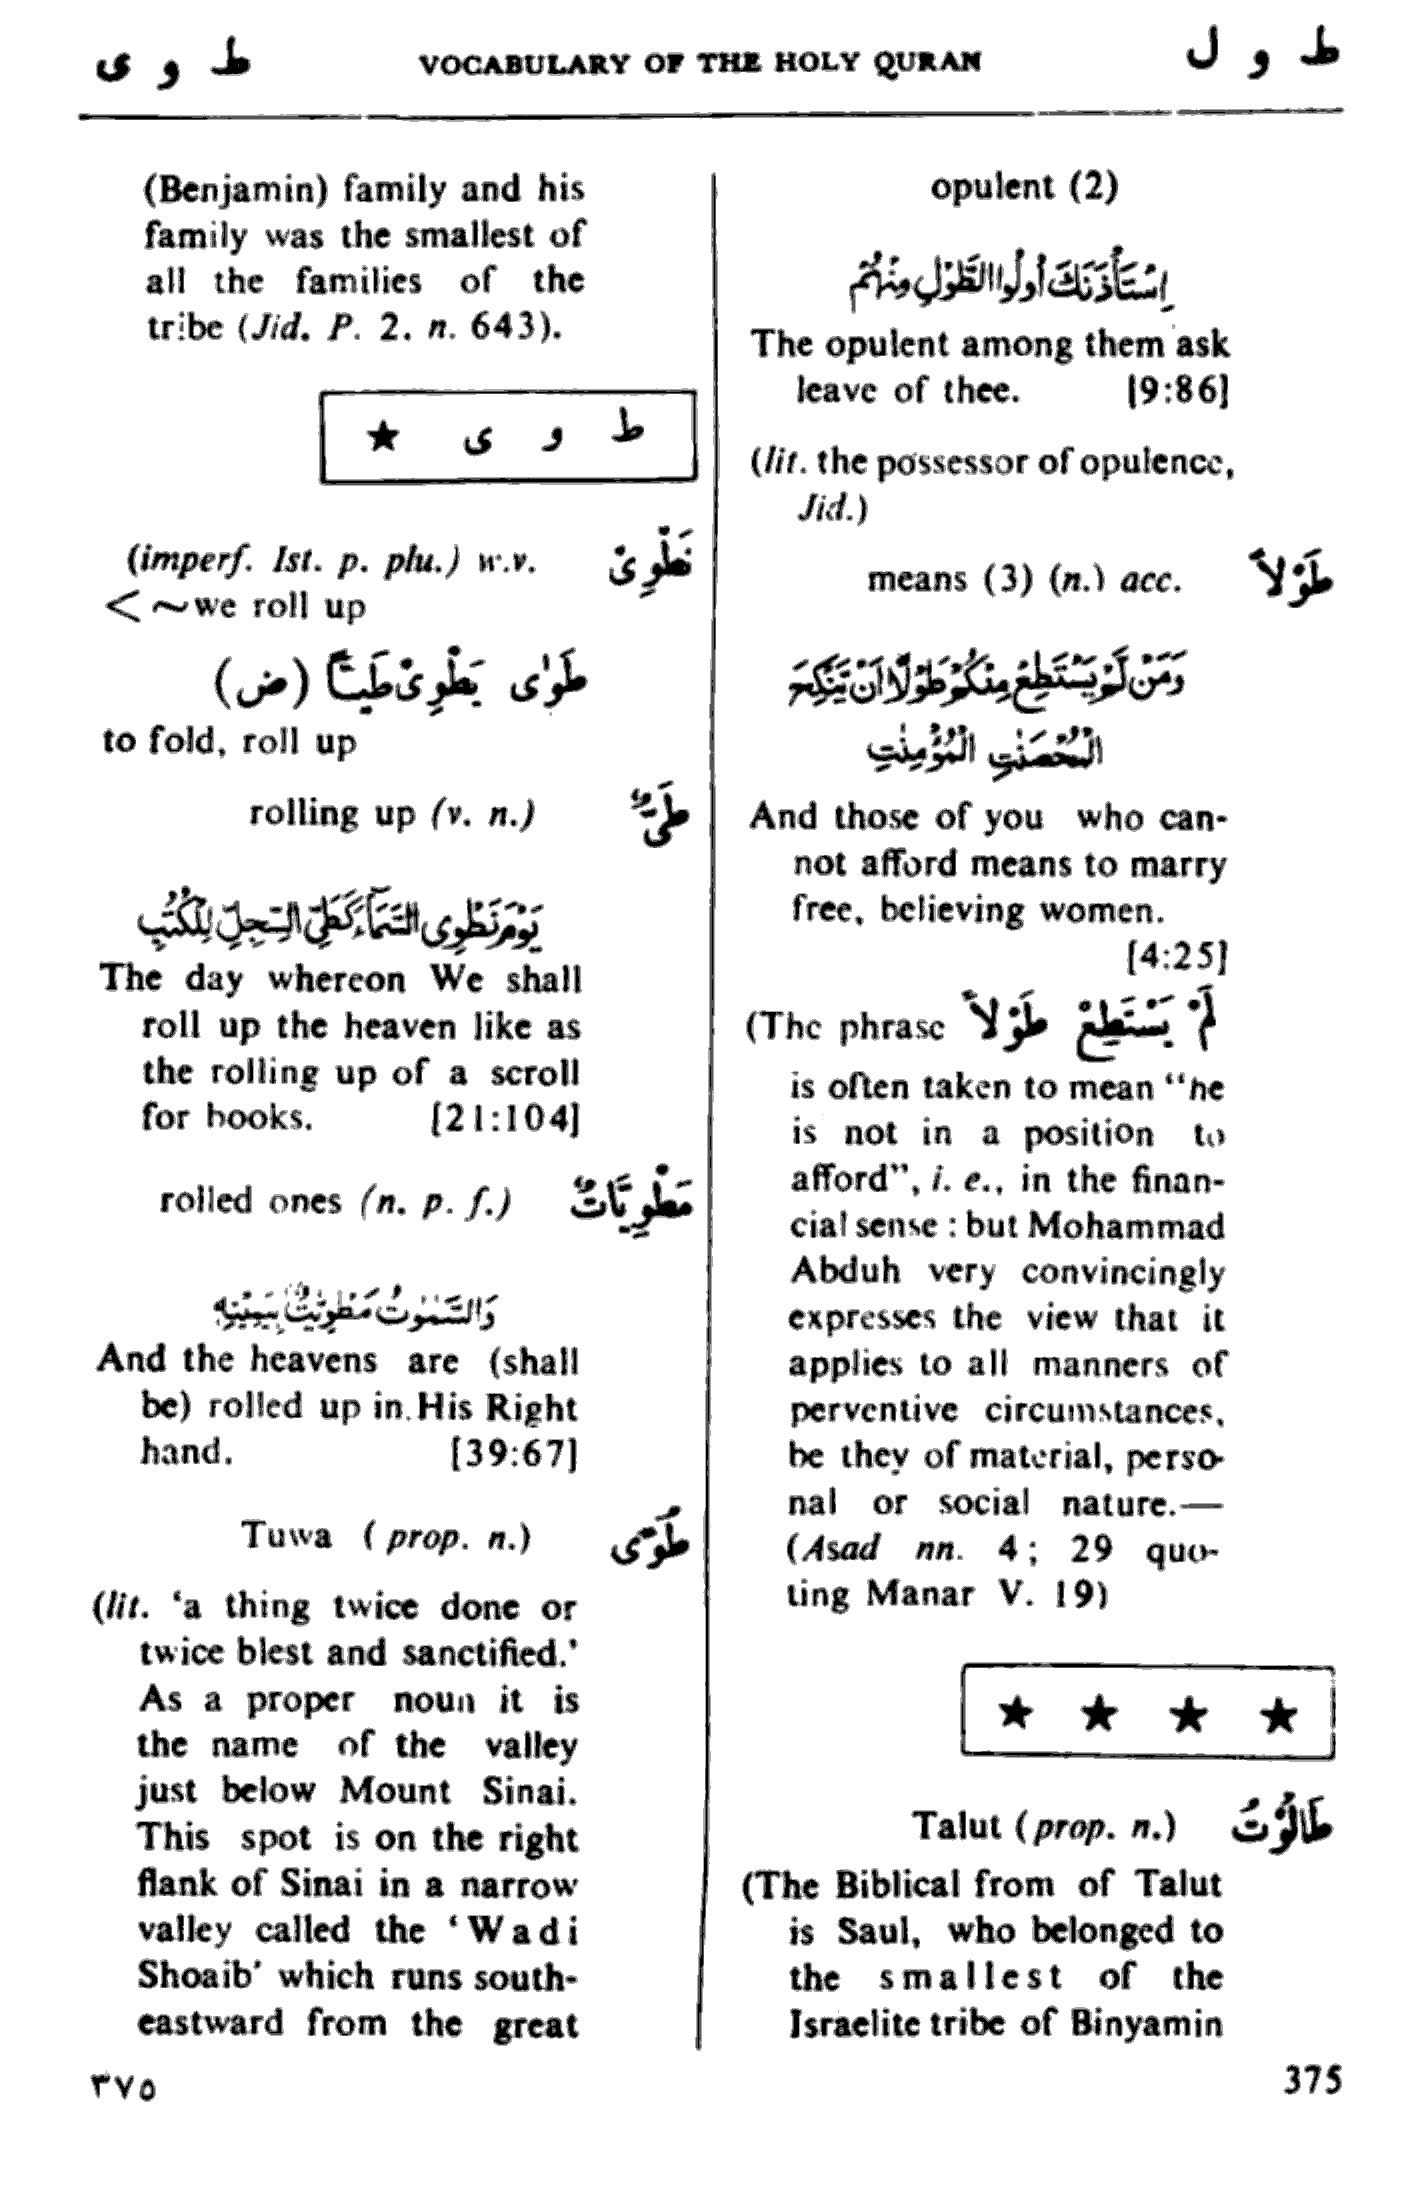 ط و ى VOCABULARY OF THE HOLY QURAN ط و ل
opulent (2)
اِسْتَأْذَنَكَ اُولُوا الطَّوْلِ مِنْهُمْ
The opulent among them ask
leave of thee. [9:86]
(lit. the possessor of opulence,
Jid.)
means (3) (n.) acc. طَوْلاً
وَمَنْ لَّمْ يَسْتَطِعْ مِنْكُمْ طَوْلًا اَنْ يَّنْكِحَ
الْمُحْصَنٰتِ الْمُؤْمِنٰتِ
And those of you who can-
not afford means to marry
free, believing women.
[4:25]
(The phrase لَمْ يَسْتَطِعْ طَوْلاً
is often taken to mean "he
is not in a position to
afford", i. e., in the finan-
cial sense : but Mohammad
Abduh very convincingly
expresses the view that it
applies to all manners of
perventive circumstances,
be they of material, perso-
nal or social nature.—
(Asad nn. 4; 29 quo-
ting Manar V. 19)
★ ★ ★ ★
Talut (prop. n.) طَالُوْتُ
(The Biblical from of Talut
is Saul, who belonged to
the smallest of the
Israelite tribe of Binyamin
(Benjamin) family and his
family was the smallest of
all the families of the
tribe (Jid. P. 2. n. 643).
ط و ى ★
(imperf. Ist. p. plu.) w.v. نَطْوِىْ
< ~we roll up
طَوٰى يَطْوِىْ طَيًّا (ض)
to fold, roll up
rolling up (v. n.) طَىٌّ
يَوْمَ نَطْوِى السَّمَآءَ كَطَيِّ السِّجِلِّ لِلْكُتُبِ
The day whereon We shall
roll up the heaven like as
the rolling up of a scroll
for books. [21:104]
rolled ones (n. p. f.) مَطْوِيَّاتٌ
وَالسَّمٰوٰتُ مَطْوِيّٰتٌ بِيَمِيْنِهٖ
And the heavens are (shall
be) rolled up in His Right
hand. [39:67]
Tuwa ( prop. n.) طُوًى
(lit. 'a thing twice done or
twice blest and sanctified.'
As a proper noun it is
the name of the valley
just below Mount Sinai.
This spot is on the right
flank of Sinai in a narrow
valley called the 'Wadi
Shoaib' which runs south-
eastward from the great
٣٧٥ 375